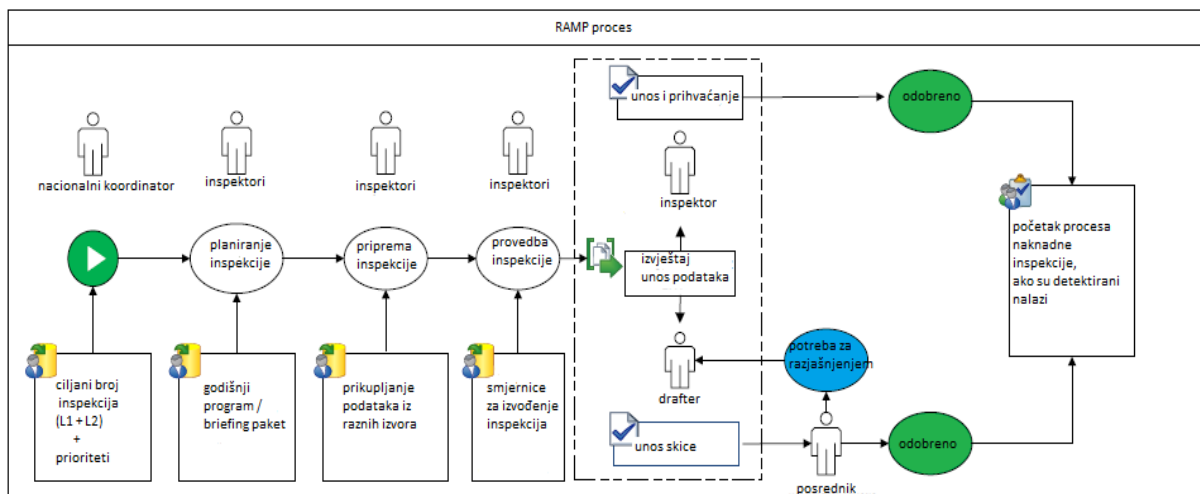 RAMP proces
unos i prihvaćanje
odobreno
nacionalni koordinator
inspektori
inspektori
inspektori
inspektor
planiranje
inspekcije
priprema
inspekcije
provedba
inspekcije
izvještaj
unos podataka
početak procesa
naknadne
inspekcije,
ako su detektirani
nalazi
ciljani broj
inspekcija
(L1 + L2)
+
prioriteti
godišnji
program /
briefing paket
prikupljanje
podataka iz
raznih izvora
smjernice
za izvođenje
inspekcija
drafter
potreba za
razjašnjenjem
unos skice
posrednik
odobreno